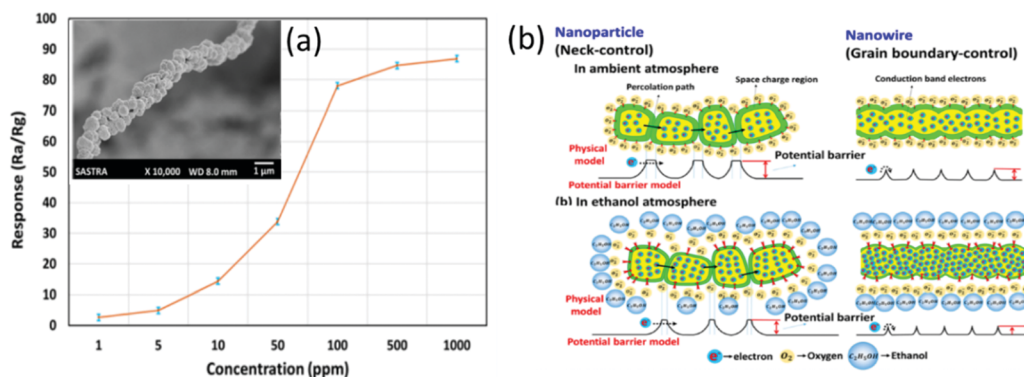 (a)
100
90
80
70
60
50
40
30
20
10
0
Response (Ra/Rg)
SASTRA X 10,000 WD 8.0 mm 1 µm
1 5 10 50 100 500 1000
Concentration (ppm)
(b)
Nanoparticle
(Neck-control)
Nanowire
(Grain boundary-control)
In ambient atmosphere
Percolation path
Space charge region
Conduction band electrons
Physical
model
e⁻
Potential barrier
Potential barrier model
(b) In ethanol atmosphere
Physical
model
e⁻
Potential barrier
Potential barrier model
e⁻→electron O₂→Oxygen C₂H₅OH→Ethanol